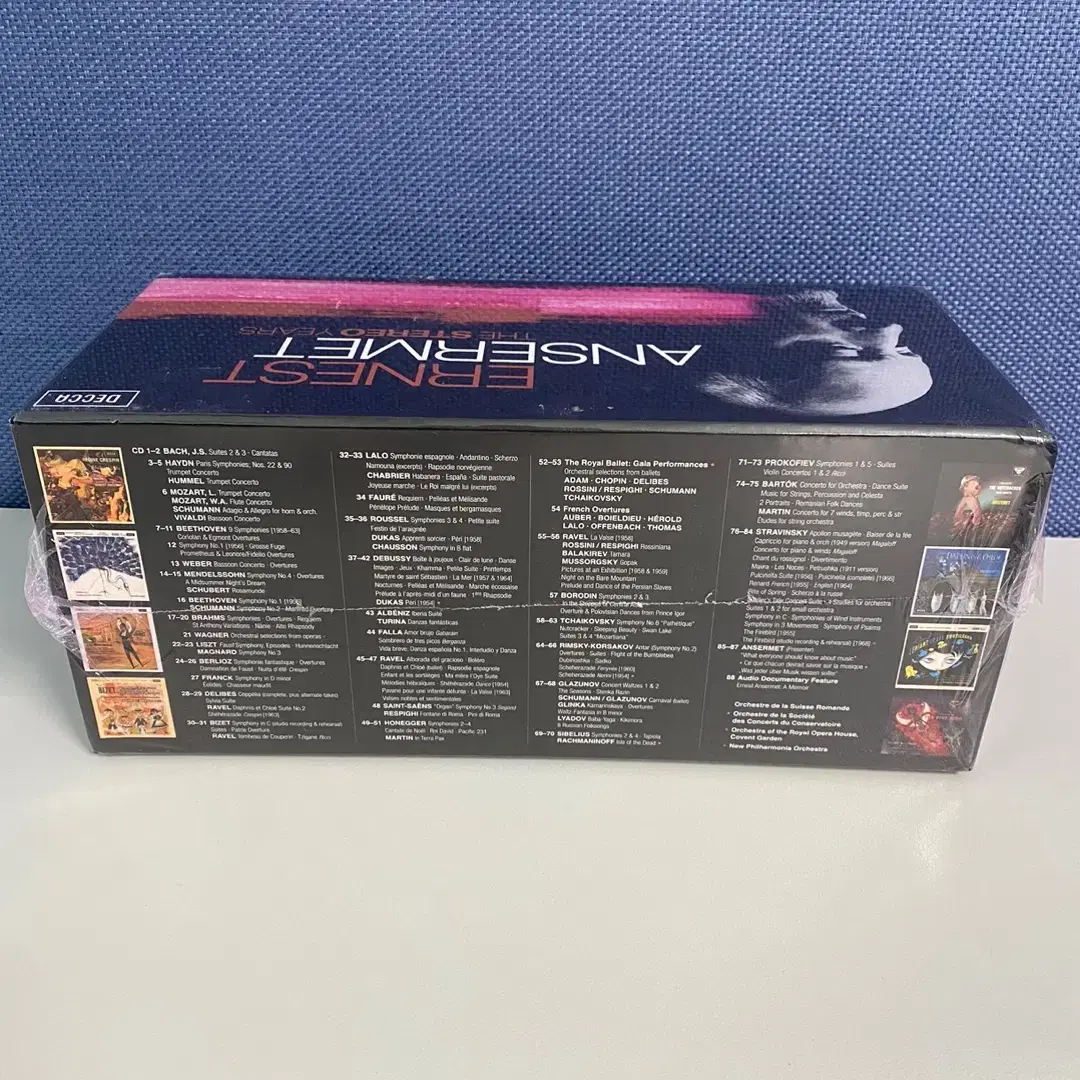 ERNEST
ANSERMET
THE STEREO YEARS
DECCA
CD 1–2 BACH, J.S. Suites 2 & 3 · Cantatas
3–5 HAYDN Paris Symphonies; Nos. 22 & 90
Trumpet Concerto
HUMMEL Trumpet Concerto
6 MOZART, L. Trumpet Concerto
MOZART, W.A. Flute Concerto
SCHUMANN Adagio & Allegro for horn & orch.
VIVALDI Bassoon Concerto
7–11 BEETHOVEN 9 Symphonies [1958–63]
Coriolan & Egmont Overtures
12 Symphony No.1 [1956] · Grosse Fuge
Prometheus & Leonore/Fidelio Overtures
13 WEBER Bassoon Concerto · Overtures
14–15 MENDELSSOHN Symphony No.4 · Overtures
A Midsummer Night's Dream
SCHUBERT Rosamunde
16 BEETHOVEN Symphony No.1
SCHUMANN Symphony No.2 · Manfred Overture
17–20 BRAHMS Symphonies · Overtures · Requiem
St Anthony Variations · Nänie · Alto Rhapsody
21 WAGNER Orchestral selections from operas
22–23 LISZT Faust Symphony, Episodes · Hunnenschlacht
MAGNARD Symphony No.3
24–26 BERLIOZ Symphonie fantastique · Overtures
Damnation de Faust · Nuits d'été Crespin
27 FRANCK Symphony in D minor
Éolides · Chasseur maudit
28–29 DELIBES Coppélia (complete, plus alternate takes)
Sylvia Suite
RAVEL Daphnis et Chloé Suite No.2
Shéhérazade Crespin [1963]
30–31 BIZET Symphony in C (studio recording & rehearsal)
Suites · Patrie Overture
RAVEL Tombeau de Couperin · Tzigane Ricci
32–33 LALO Symphonie espagnole · Andantino · Scherzo
Namouna (excerpts) · Rapsodie norvégienne
CHABRIER Habanera · España · Suite pastorale
Joyeuse marche · Le Roi malgré lui (excerpts)
34 FAURÉ Requiem · Pelléas et Mélisande
Pénélope Prélude · Masques et bergamasques
35–36 ROUSSEL Symphonies 3 & 4 · Petite suite
Festin de l'araignée
DUKAS Apprenti sorcier · Péri [1958]
CHAUSSON Symphony in B flat
37–42 DEBUSSY Boîte à joujoux · Clair de lune · Danse
Images · Jeux · Khamma · Petite Suite · Printemps
Martyre de saint Sébastien · La Mer [1957 & 1964]
Prélude à l'après-midi d'un faune · 1ère Rhapsodie
Nocturnes · Pelléas et Mélisande · Marche écossaise
DUKAS Péri [1954]
43 ALBÉNIZ Iberia Suite
TURINA Danzas fantásticas
44 FALLA Amor brujo Gabarain
Sombrero de tres picos Berganza
Vida breve: Danza española No.1, Interludio y Danza
45–47 RAVEL Alborada del gracioso · Boléro
Daphnis et Chloé (ballet) · Rapsodie espagnole
Enfant et les sortilèges · Ma mère l'Oye Suite
Mélodies hébraïques · Shéhérazade Danco [1954]
Pavane pour une infante défunte · La Valse [1963]
Valses nobles et sentimentales
48 SAINT-SAËNS "Organ" Symphony No.3 Segond
RESPIGHI Fontane di Roma · Pini di Roma
49–51 HONEGGER Symphonies 2–4
Cantate de Noël · Roi David · Pacific 231
MARTIN In Terra Pax
52–53 The Royal Ballet: Gala Performances
Orchestral selections from ballets
ADAM · CHOPIN · DELIBES
ROSSINI / RESPIGHI · SCHUMANN
TCHAIKOVSKY
54 French Overtures
AUBER · BOIELDIEU · HÉROLD
LALO · OFFENBACH · THOMAS
55–56 RAVEL La Valse [1958]
ROSSINI / RESPIGHI Rossiniana
BALAKIREV Tamara
MUSSORGSKY Gopak
Pictures at an Exhibition [1958 & 1959]
Night on the Bare Mountain
Prelude and Dance of the Persian Slaves
57 BORODIN Symphonies 2 & 3
In the Steppes of Central Asia
Overture & Polovtsian Dances from Prince Igor
58–63 TCHAIKOVSKY Symphony No.6 "Pathétique"
Nutcracker · Sleeping Beauty · Swan Lake
Suites 3 & 4 "Mozartiana"
64–66 RIMSKY-KORSAKOV Antar (Symphony No.2)
Overtures · Suites · Flight of the Bumblebee
Dubinushka · Sadko
Scheherazade [1960]
Scheherazade [1954]
67–68 GLAZUNOV Concert Waltzes 1 & 2
The Seasons · Stenka Razin
SCHUMANN / GLAZUNOV Carnaval (ballet)
GLINKA Kamarinskaya · Overtures
Waltz-Fantasia in B minor
LYADOV Baba-Yaga · Kikimora
8 Russian Folksongs
69–70 SIBELIUS Symphonies 2 & 4 · Tapiola
RACHMANINOFF Isle of the Dead
71–73 PROKOFIEV Symphonies 1 & 5 · Suites
Violin Concertos 1 & 2 Ricci
74–75 BARTÓK Concerto for Orchestra · Dance Suite
Music for Strings, Percussion and Celesta
2 Portraits · Romanian Folk Dances
MARTIN Concerto for 7 winds, timp, perc & str
Études for string orchestra
76–84 STRAVINSKY Apollon musagète · Baiser de la fée
Capriccio for piano & orch (1949 version) Magaloff
Concerto for piano & winds Magaloff
Chant du rossignol · Divertimento
Mavra · Les Noces · Petrushka (1911 version)
Pulcinella Suite [1956] · Pulcinella (complete) [1966]
Renard French [1955] · English [1964]
Rite of Spring · Scherzo à la russe
Suites 1 & 2 for small orchestra
Symphony in C · Symphonies of Wind Instruments
Symphony in 3 Movements · Symphony of Psalms
The Firebird [1955]
The Firebird (studio recording & rehearsal) [1968]
85–87 ANSERMET (Presenter)
"What everyone should know about music"
"Ce que chacun devrait savoir sur la musique"
"Was jeder über Musik wissen sollte"
88 Audio Documentary Feature
Ernest Ansermet: A Memoir
Orchestre de la Suisse Romande
Orchestre de la Société
des Concerts du Conservatoire
Orchestra of the Royal Opera House,
Covent Garden
New Philharmonia Orchestra